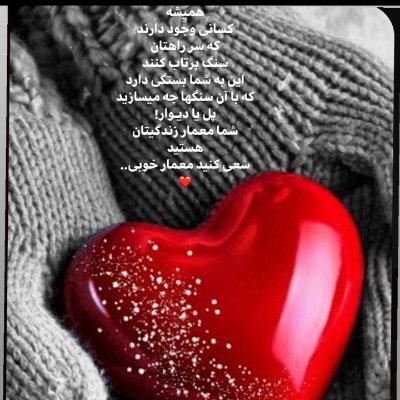 همیشه
کسانی وجود دارند
که سر راهتان
سنگ پرتاب کنند
این به شما بستگی دارد
که با آن سنگها چه میسازید
پل یا دیوار!
شما معمار زندگیتان
هستید
سعی کنید معمار خوبی..
❤️